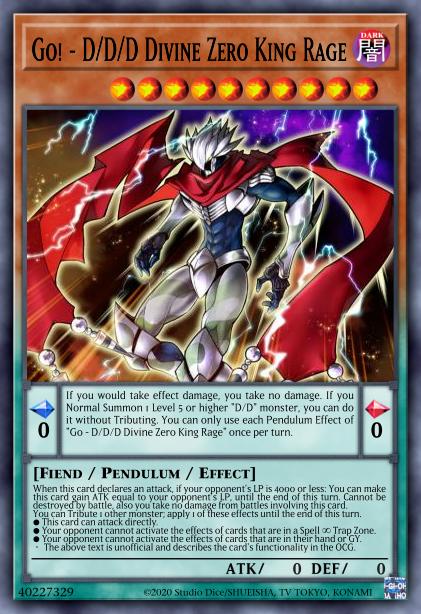 Go! - D/D/D Divine Zero King Rage
DARK
闇
If you would take effect damage, you take no damage. If you
Normal Summon 1 Level 5 or higher "D/D" monster, you can do
it without Tributing. You can only use each Pendulum Effect of
"Go - D/D/D Divine Zero King Rage" once per turn.
0
0
[Fiend / Pendulum / Effect]
When this card declares an attack, if your opponent's LP is 4000 or less: You can make
this card gain ATK equal to your opponent's LP, until the end of this turn. Cannot be
destroyed by battle, also you take no damage from battles involving this card.
You can Tribute 1 other monster; apply 1 of these effects until the end of this turn.
● This card can attack directly.
● Your opponent cannot activate the effects of cards that are in a Spell ∞ Trap Zone.
● Your opponent cannot activate the effects of cards that are in their hand or GY.
- The above text is unofficial and describes the card's functionality in the OCG.
ATK/ 0 DEF/ 0
40227329
©2020 Studio Dice/SHUEISHA, TV TOKYO, KONAMI